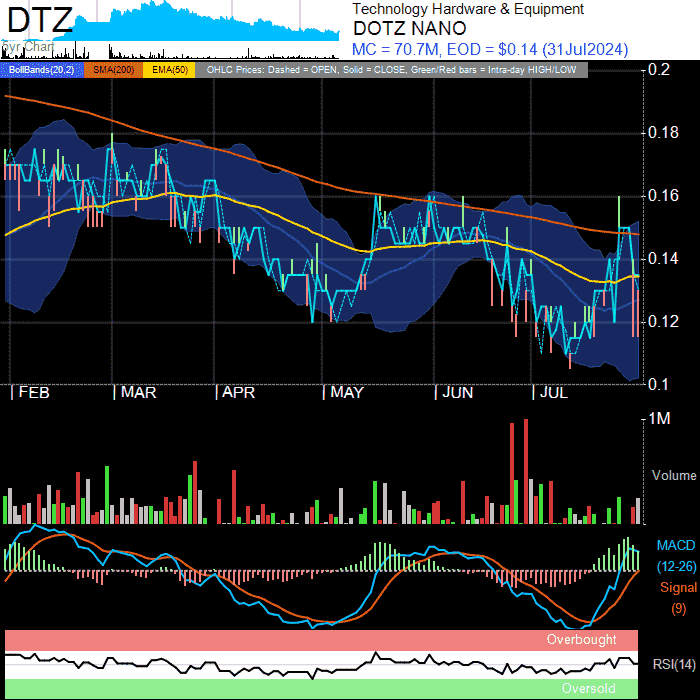 DTZ
Technology Hardware & Equipment
DOTZ NANO
6yr Chart
MC = 70.7M, EOD = $0.14 (31Jul2024)
BollBands(20,2) SMA(200) EMA(50) OHLC Prices: Dashed = OPEN, Solid = CLOSE, Green/Red bars = Intra-day HIGH/LOW
0.2
0.18
0.16
0.14
0.12
0.1
FEB MAR APR MAY JUN JUL
1M
Volume
MACD
(12-26)
Signal
(9)
Overbought
RSI(14)
Oversold